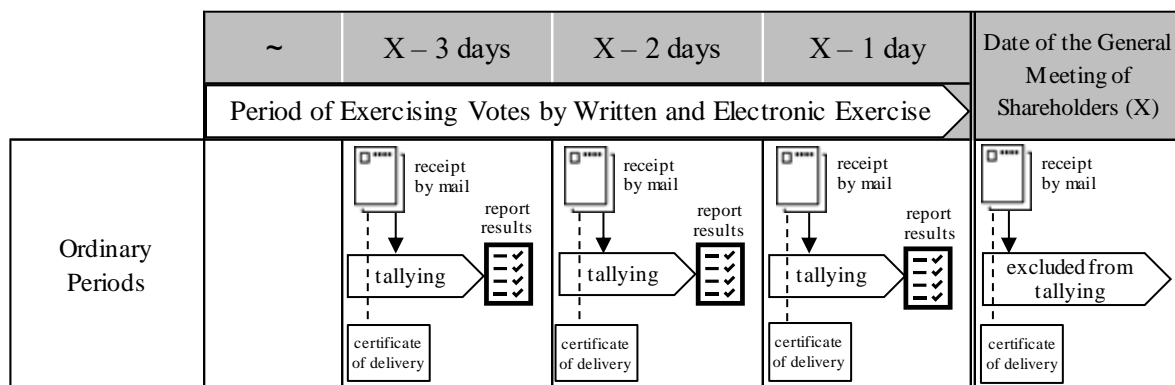 ~
X – 3 days
X – 2 days
X – 1 day
Date of the General
Meeting of
Shareholders (X)
Period of Exercising Votes by Written and Electronic Exercise
Ordinary
Periods
receipt
by mail
report
results
tallying
certificate
of delivery
receipt
by mail
report
results
tallying
certificate
of delivery
receipt
by mail
report
results
tallying
certificate
of delivery
receipt
by mail
excluded from
tallying
certificate
of delivery